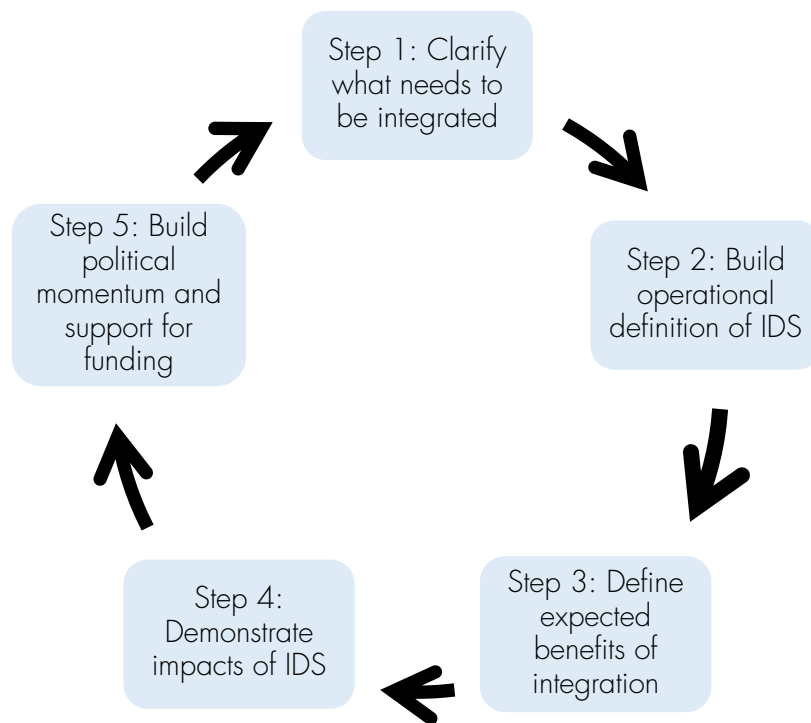 Step 1: Clarify
what needs to
be integrated
Step 2: Build
operational
definition of IDS
Step 3: Define
expected
benefits of
integration
Step 4:
Demonstrate
impacts of IDS
Step 5: Build
political
momentum and
support for
funding